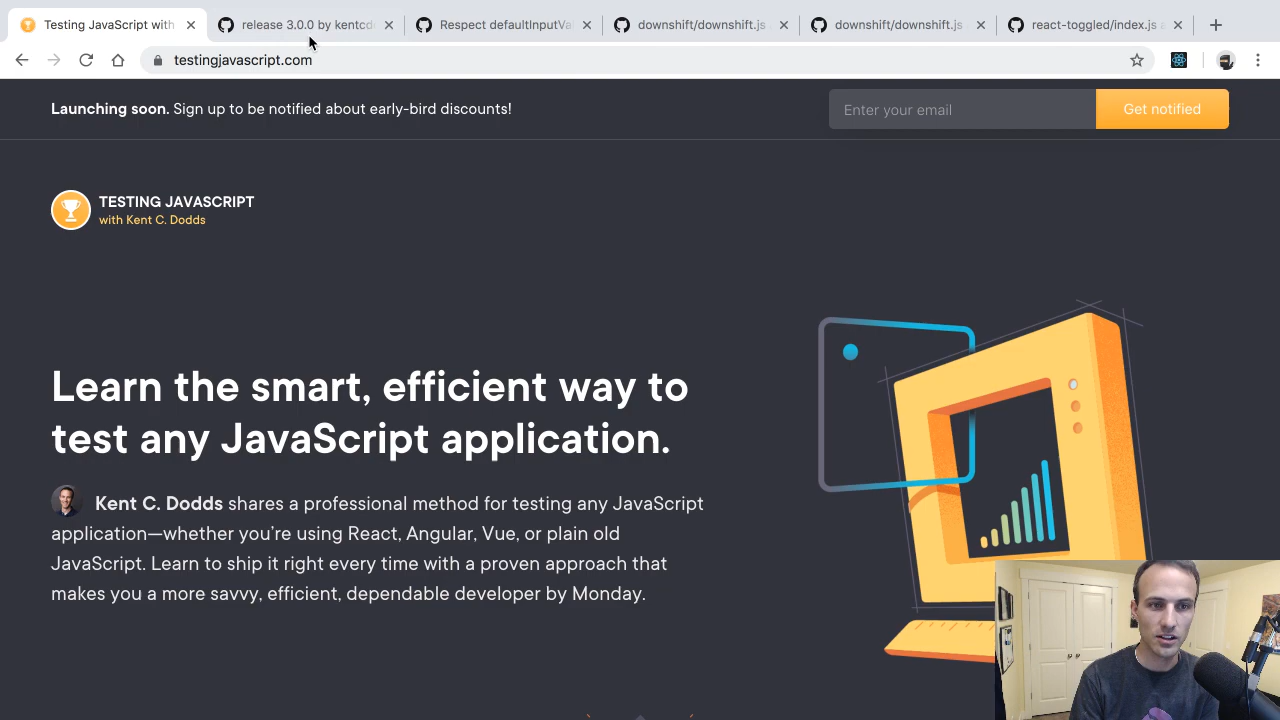 Testing JavaScript with
release 3.0.0 by kentcd
Respect defaultInputVa
downshift/downshift.js
downshift/downshift.js
react-toggled/index.js a
testingjavascript.com
Launching soon. Sign up to be notified about early-bird discounts!
Enter your email
Get notified
TESTING JAVASCRIPT
with Kent C. Dodds
Learn the smart, efficient way to
test any JavaScript application.
Kent C. Dodds shares a professional method for testing any JavaScript
application—whether you're using React, Angular, Vue, or plain old
JavaScript. Learn to ship it right every time with a proven approach that
makes you a more savvy, efficient, dependable developer by Monday.